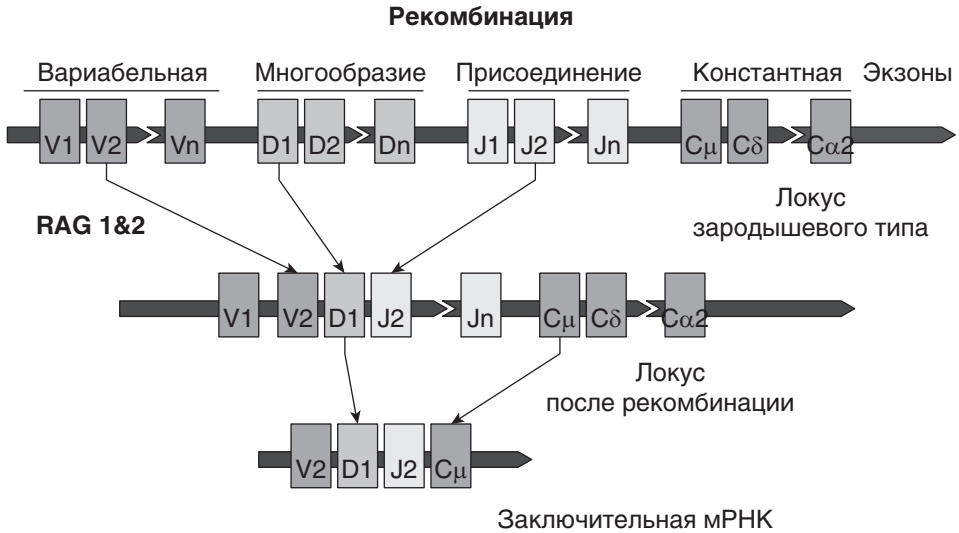 Рекомбинация
Вариабельная Многообразие Присоединение Константная Экзоны
V1 V2 Vn D1 D2 Dn J1 J2 Jn Cμ Cδ Cα2
RAG 1&2
Локус
зародышевого типа
V1 V2 D1 J2 Jn Cμ Cδ Cα2
Локус
после рекомбинации
V2 D1 J2 Cμ
Заключительная мРНК